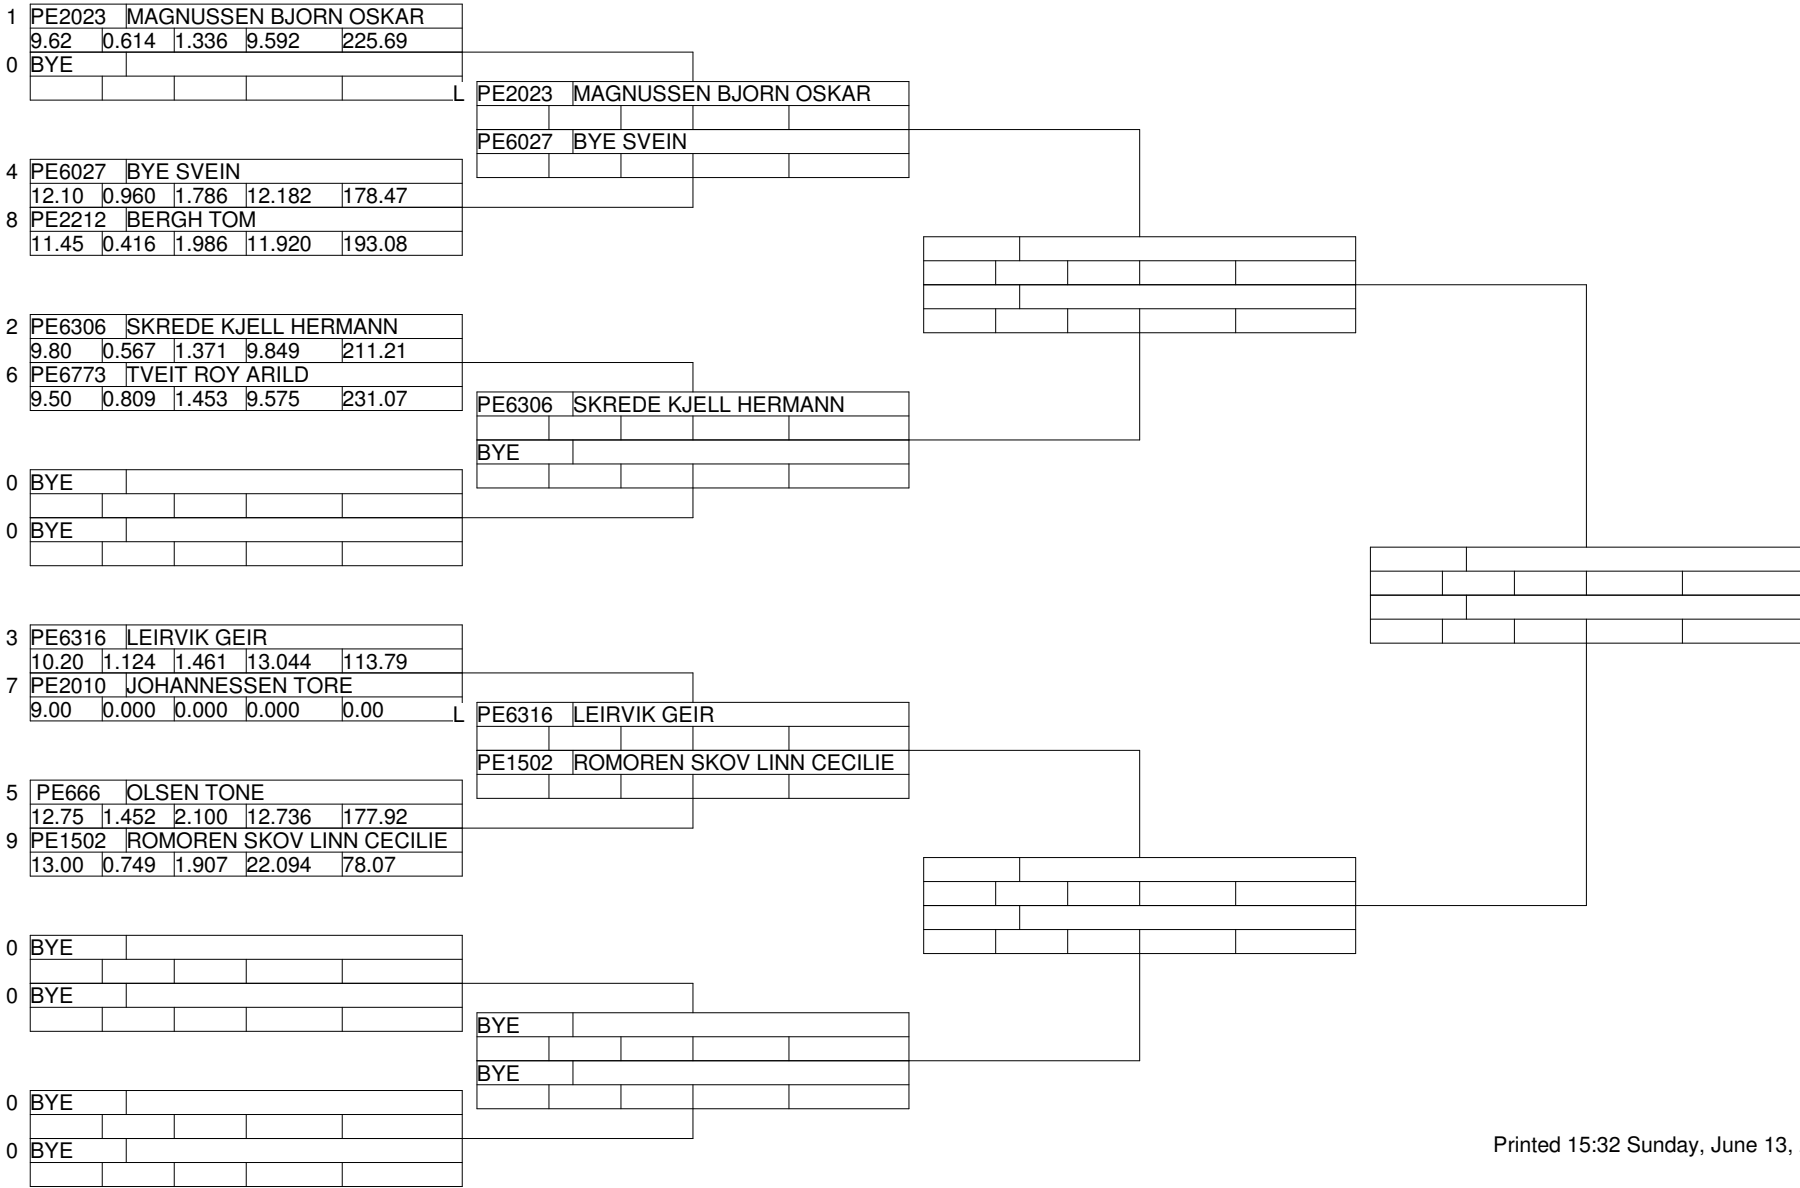 1 PE2023 MAGNUSSEN BJORN OSKAR
9.62 0.614 1.336 9.592 225.69
0 BYE
L
4 PE6027 BYE SVEIN
12.10 0.960 1.786 12.182 178.47
8 PE2212 BERGH TOM
11.45 0.416 1.986 11.920 193.08
2 PE6306 SKREDE KJELL HERMANN
9.80 0.567 1.371 9.849 211.21
6 PE6773 TVEIT ROY ARILD
9.50 0.809 1.453 9.575 231.07
0 BYE
0 BYE
3 PE6316 LEIRVIK GEIR
10.20 1.124 1.461 13.044 113.79
7 PE2010 JOHANNESSEN TORE
9.00 0.000 0.000 0.000 0.00 L
5 PE666 OLSEN TONE
12.75 1.452 2.100 12.736 177.92
9 PE1502 ROMOREN SKOV LINN CECILIE
13.00 0.749 1.907 22.094 78.07
0 BYE
0 BYE
0 BYE
0 BYE
PE2023 MAGNUSSEN BJORN OSKAR
PE6027 BYE SVEIN
PE6306 SKREDE KJELL HERMANN
BYE
PE6316 LEIRVIK GEIR
PE1502 ROMOREN SKOV LINN CECILIE
BYE
BYE
Printed 15:32 Sunday, June 13,